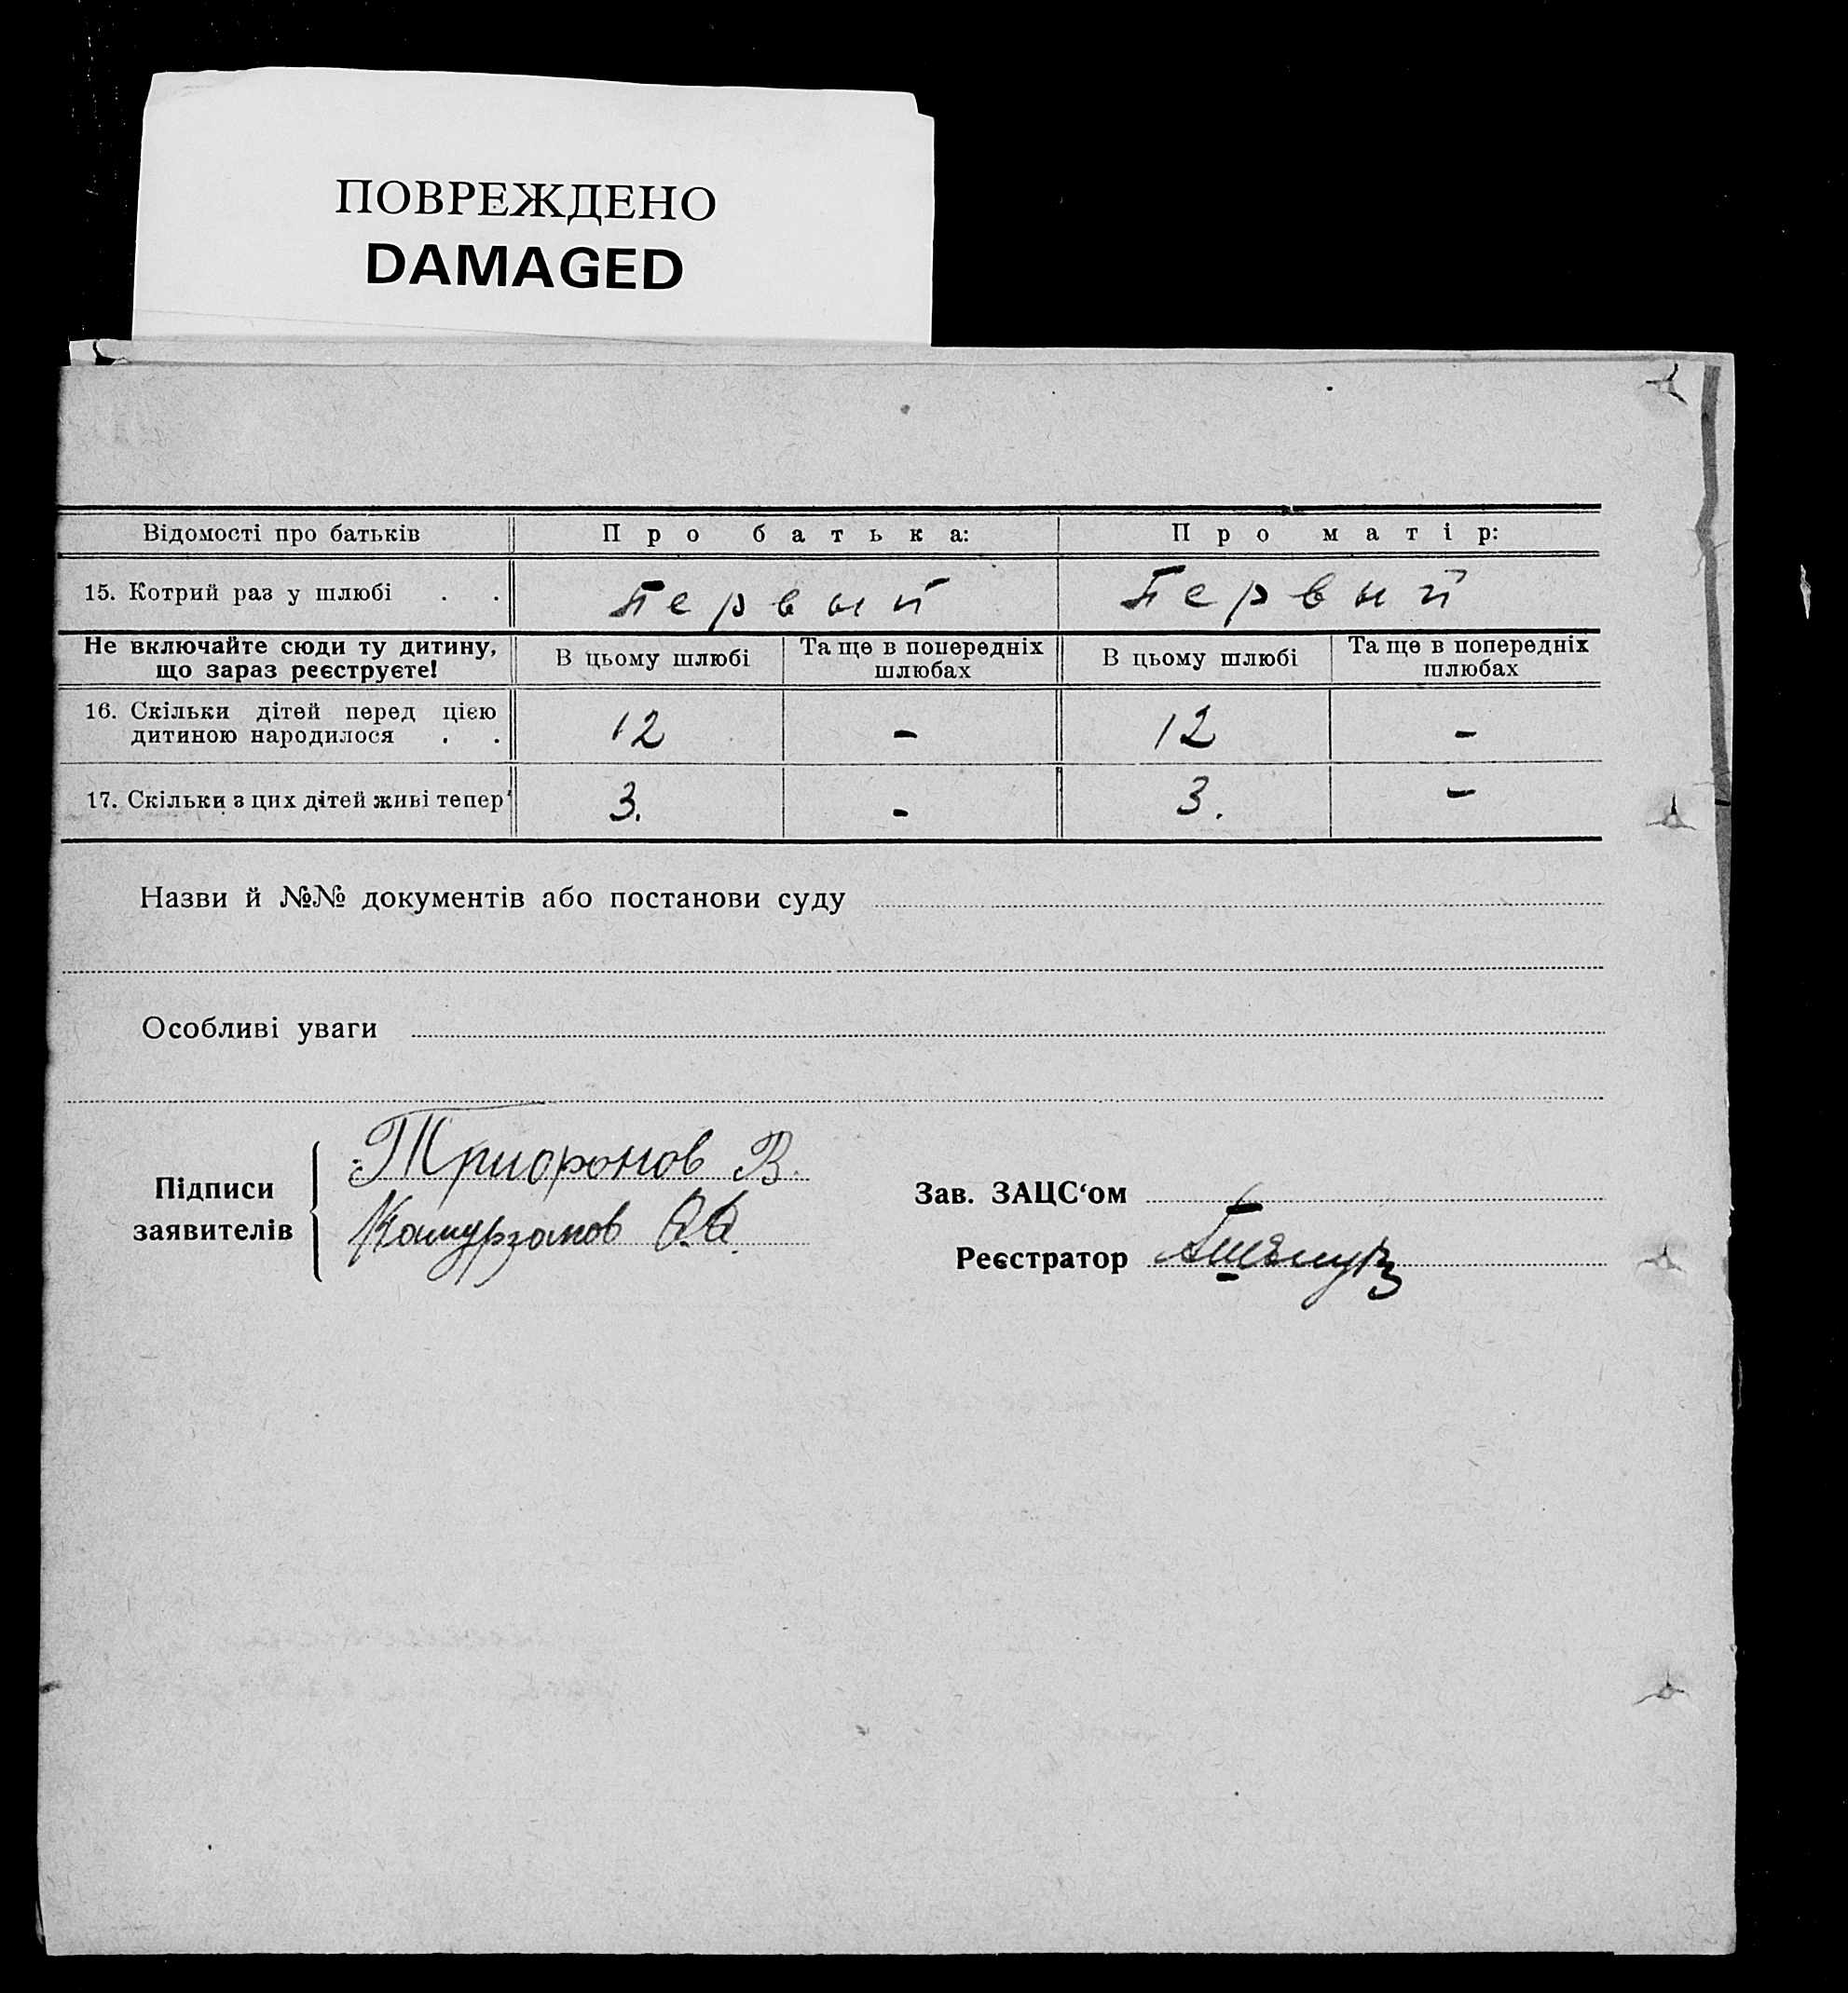 ПОВРЕЖДЕНО
DAMAGED
Відомості про батьків Про батька: Про матір:
15. Котрий раз у шлюбі . . Первый Первый
Не включайте сюди ту дитину, що зараз реєструєте! В цьому шлюбі Та ще в попередніх шлюбах В цьому шлюбі Та ще в попередніх шлюбах
16. Скільки дітей перед цією
дитиною народилося . . 12 - 12 -
17. Скільки з цих дітей живі тепер 3. - 3. -
Назви й №№ документів або постанови суду
Особливі уваги
Підписи заявителів
В.
Зав. ЗАЦС‘ом
Реєстратор